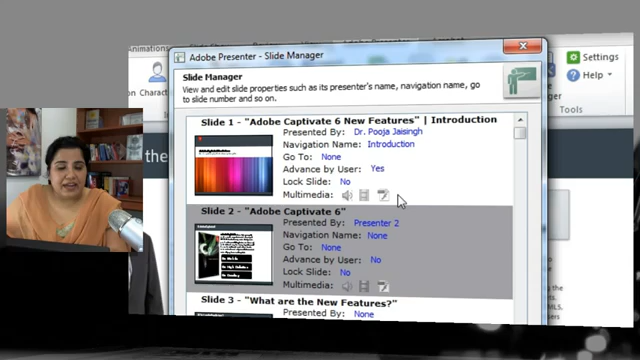 Animations
Adobe Presenter - Slide Manager
Slide Manager
View and edit slide properties such as its presenter's name, navigation name, go
to slide number and so on.
Settings
Help
Tools
Slide 1 - "Adobe Captivate 6 New Features" | Introduction
Presented By: Dr. Pooja Jaisingh
Navigation Name: Introduction
Go To: None
Advance by User: Yes
Lock Slide: No
Multimedia:
Slide 2 - "Adobe Captivate 6"
Presented By: Presenter 2
Navigation Name: None
Go To: None
Advance by User: No
Lock Slide: No
Multimedia:
Slide 3 - "What are the New Features?"
Presented By: None
the